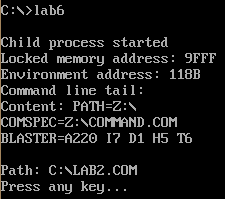 C:\>lab6
Child process started
Locked memory address: 9FFF
Environment address: 118B
Command line tail:
Content: PATH=Z:\
COMSPEC=Z:\COMMAND.COM
BLASTER=A220 I7 D1 H5 T6
Path: C:\LAB2.COM
Press any key...